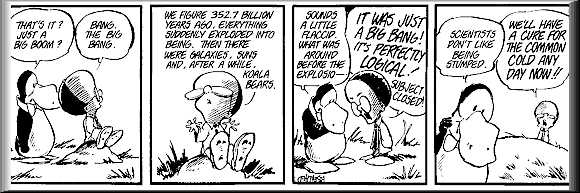 THAT'S IT?
JUST A
BIG BOOM?
BANG.
THE BIG
BANG.
WE FIGURE 352.7 BILLION
YEARS AGO, EVERYTHING
SUDDENLY EXPLODED INTO
BEING. THEN THERE
WERE GALAXIES, SUNS
AND, AFTER A WHILE,
KOALA
BEARS.
SOUNDS
A LITTLE
FLACCID.
WHAT WAS
AROUND
BEFORE THE
EXPLOSIO–
IT WAS JUST
A BIG BANG!
IT'S PERFECTLY
LOGICAL!
SUBJECT
CLOSED!
SCIENTISTS
DON'T LIKE
BEING
STUMPED.
WE'LL HAVE
A CURE FOR
THE COMMON
COLD ANY
DAY NOW!!